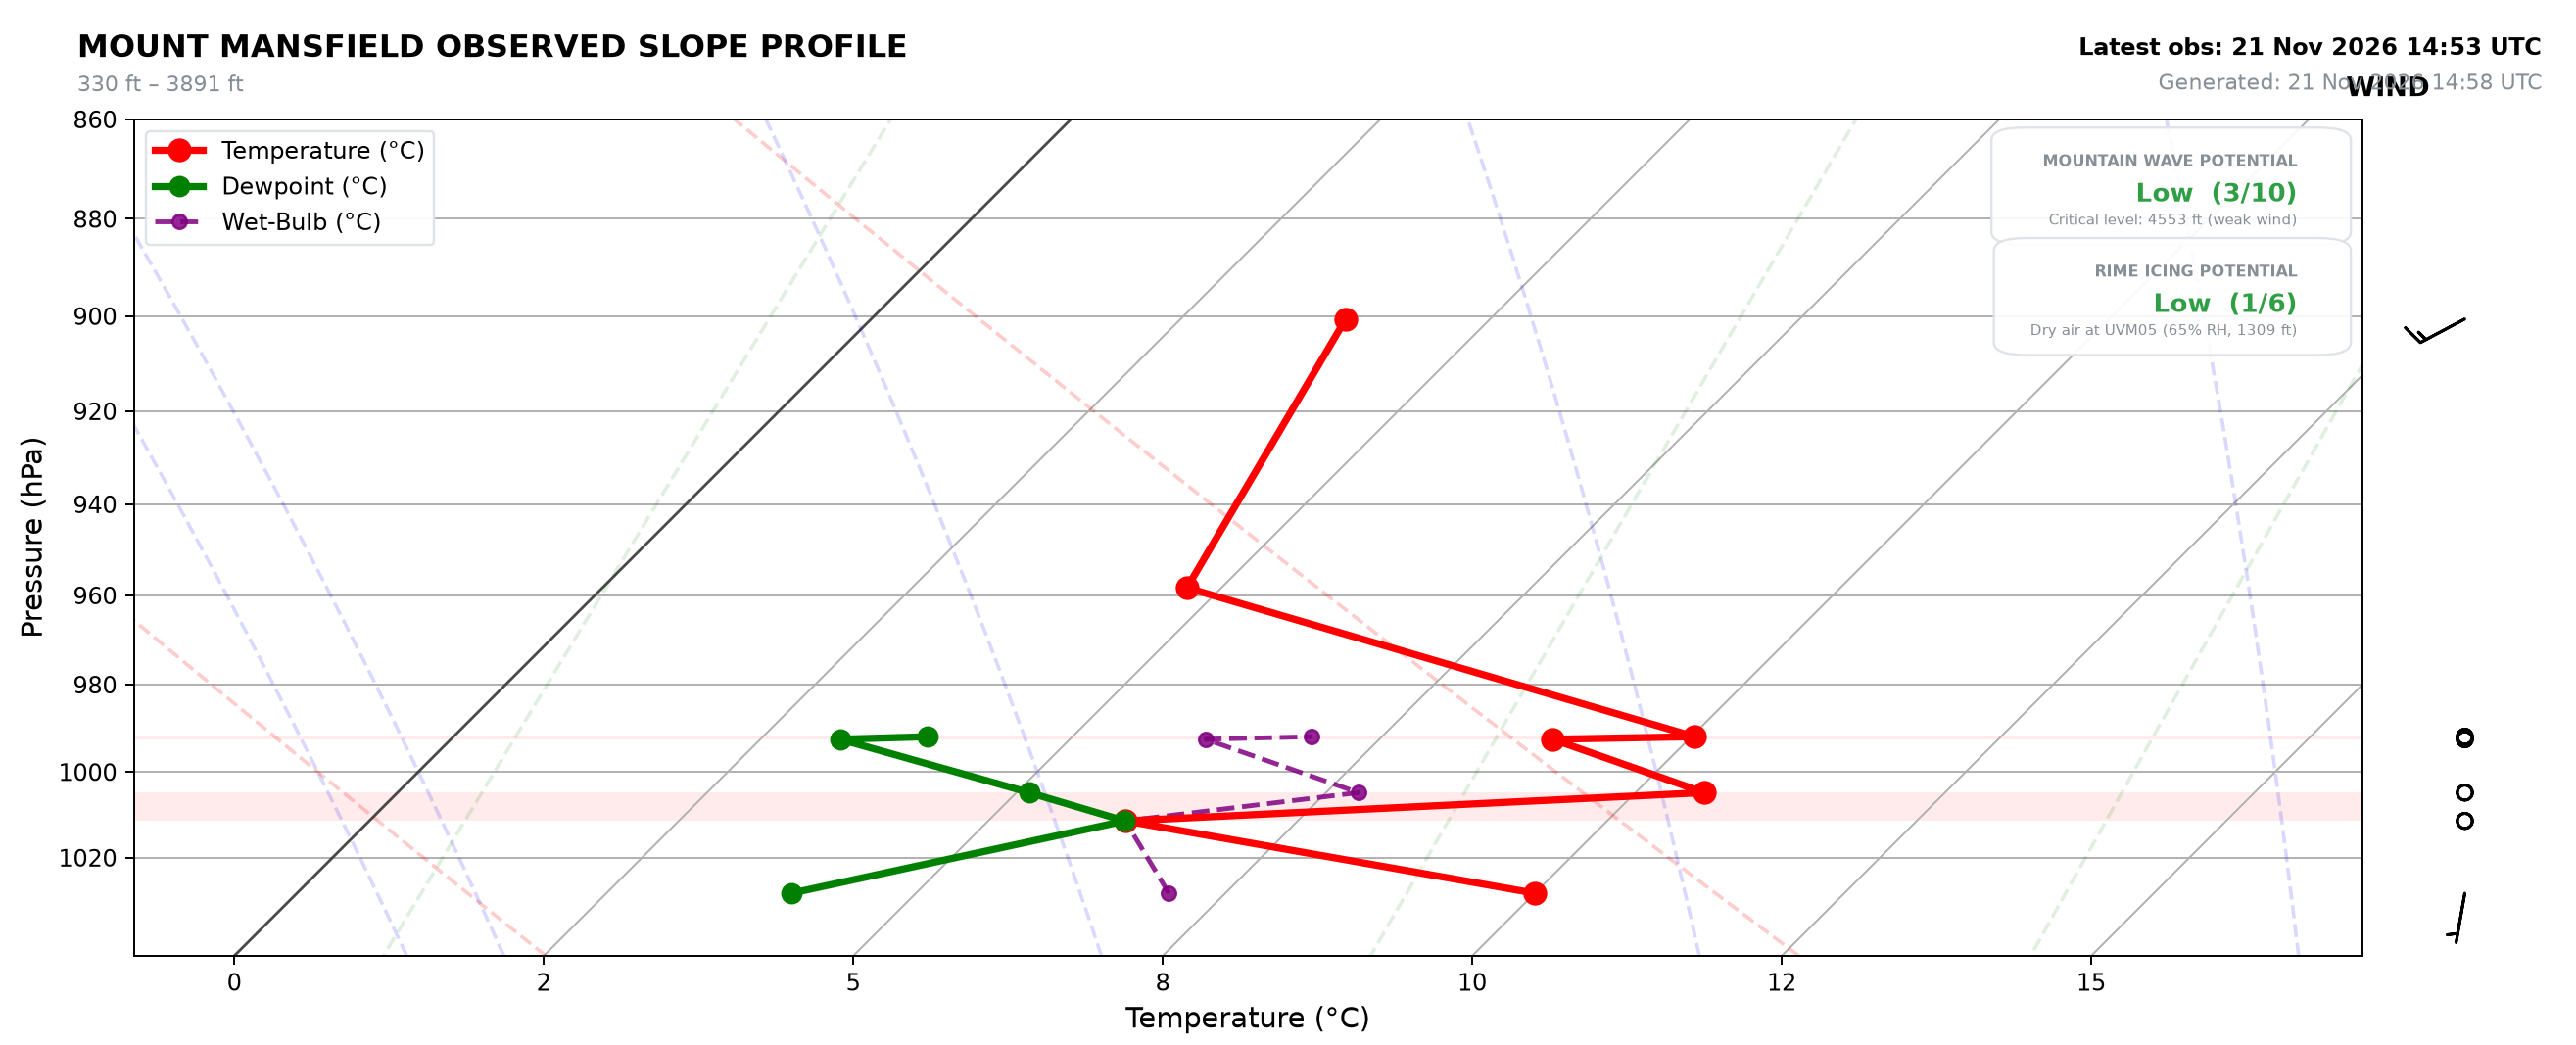 MOUNT MANSFIELD OBSERVED SLOPE PROFILE
330 ft – 3891 ft
Latest obs: 21 Nov 2026 14:53 UTC
Generated: 21 Nov 2026 14:58 UTC
WIND
Temperature (°C)
Dewpoint (°C)
Wet-Bulb (°C)
MOUNTAIN WAVE POTENTIAL
Low (3/10)
Critical level: 4553 ft (weak wind)
RIME ICING POTENTIAL
Low (1/6)
Dry air at UVM05 (65% RH, 1309 ft)
Pressure (hPa)
860
880
900
920
940
960
980
1000
1020
0 2 5 8 10 12 15
Temperature (°C)